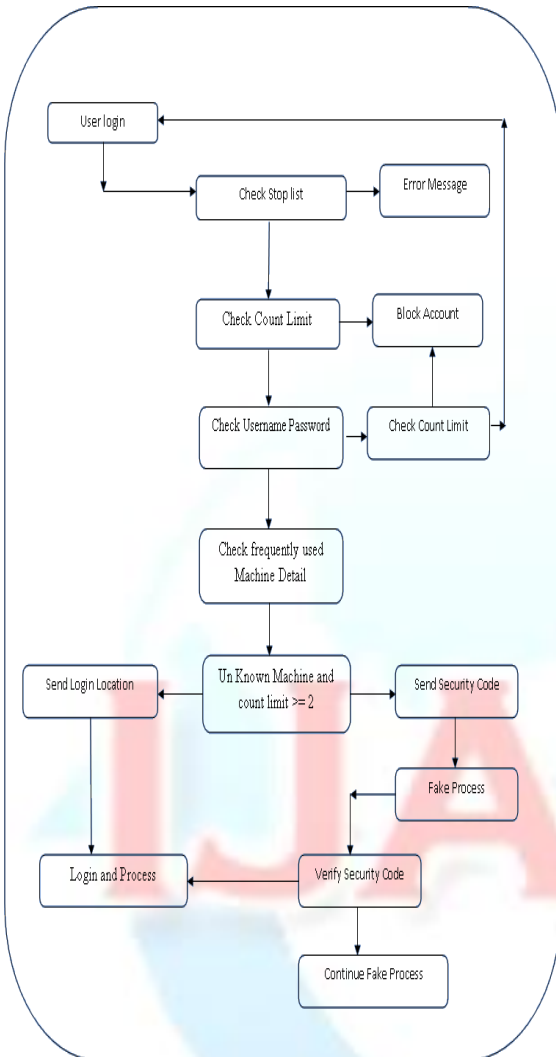 User login
Check Stop list
Error Message
Check Count Limit
Block Account
Check Username Password
Check Count Limit
Check frequently used
Machine Detail
Send Login Location
Un Known Machine and
count limit >= 2
Send Security Code
Fake Process
Login and Process
Verify Security Code
Continue Fake Process
IJA